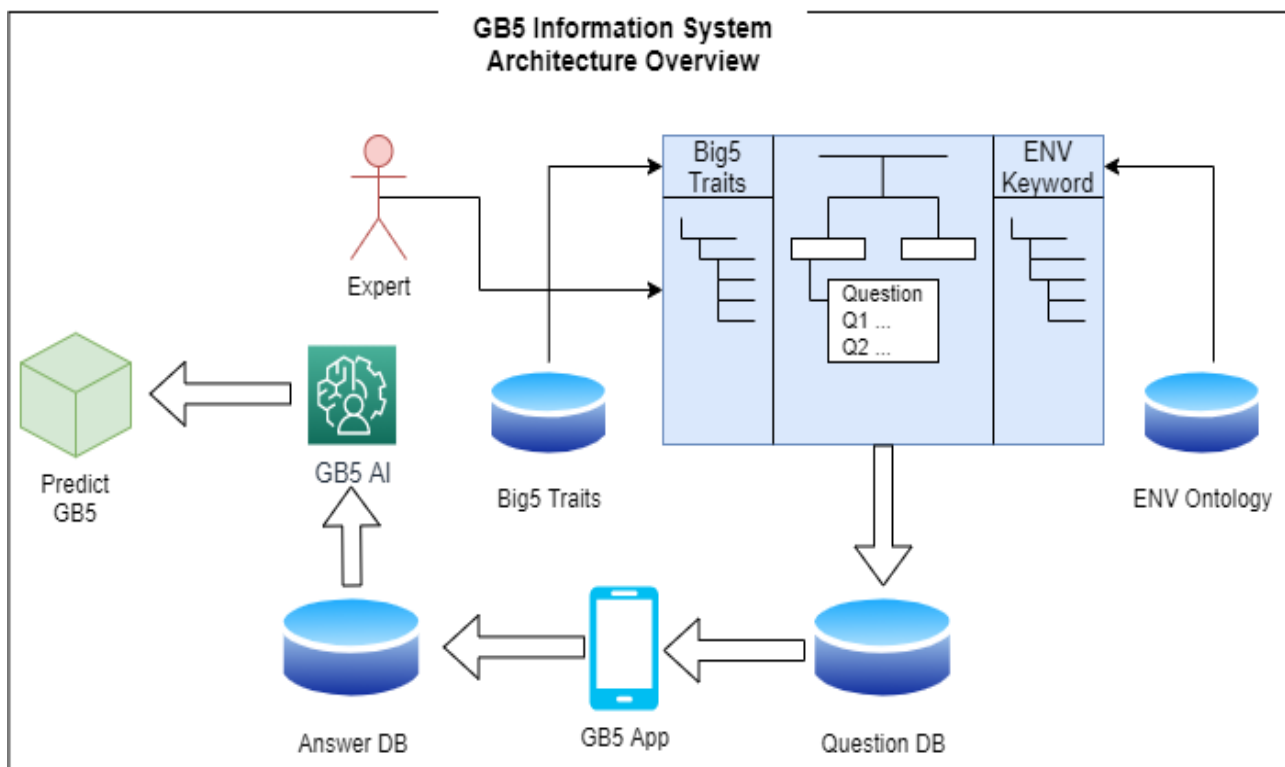 GB5 Information System
Architecture Overview
Big5
Traits
ENV
Keyword
Expert
Question
Q1 ...
Q2 ...
Predict
GB5
GB5 AI
Big5 Traits
ENV Ontology
Answer DB
GB5 App
Question DB